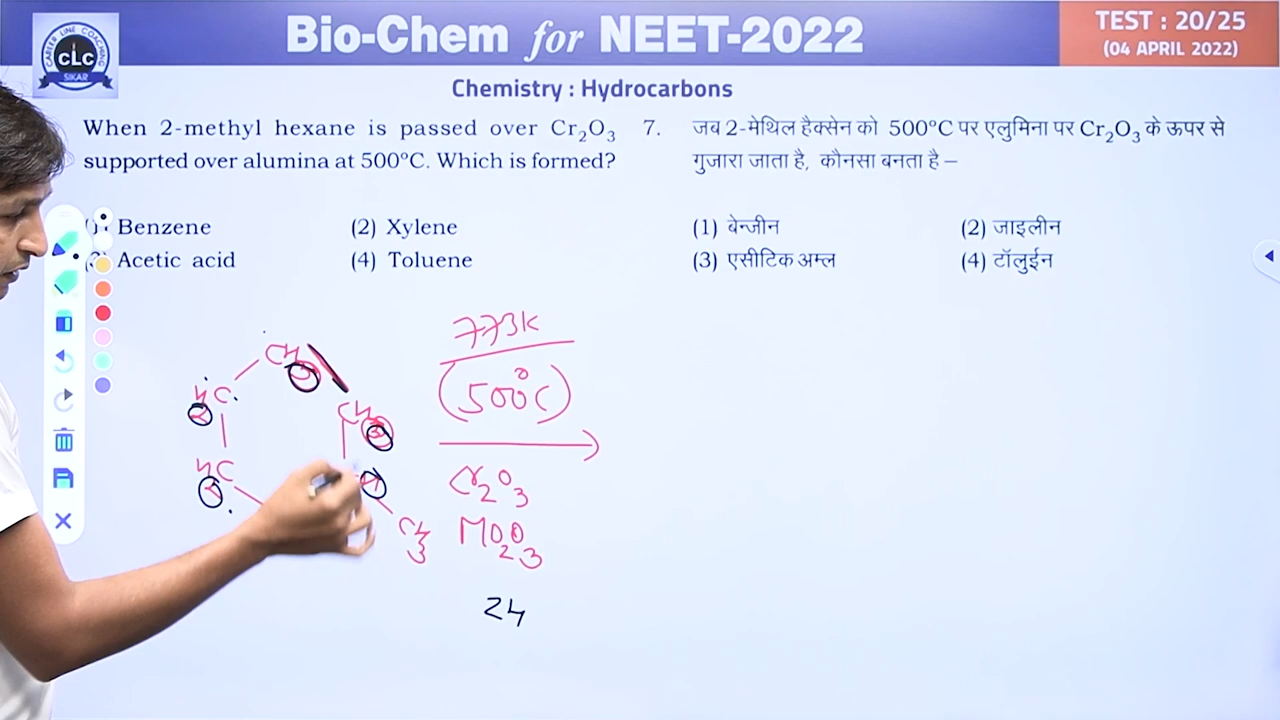 Bio-Chem for NEET-2022
TEST : 20/25
(04 APRIL 2022)
CAREER LINE COACHING
CLC
SIKAR
Chemistry : Hydrocarbons
When 2-methyl hexane is passed over Cr₂O₃
supported over alumina at 500°C. Which is formed?
Benzene
(2) Xylene
Acetic acid
(4) Toluene
7. जब 2-मेथिल हैक्सेन को 500°C पर एलुमिना पर Cr₂O₃ के ऊपर से
गुजारा जाता है, कौनसा बनता है –
(1) बेन्जीन
(2) जाइलीन
(3) एसीटिक अम्ल
(4) टॉलुईन
773K
(500°C)
Cr₂O₃
Mo₂O₃
24
CH₃